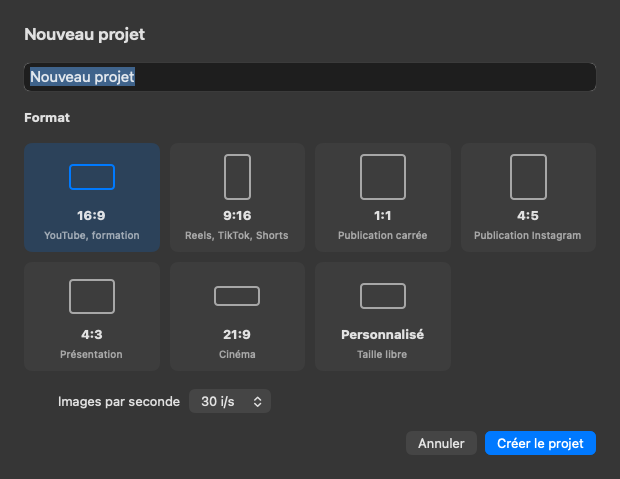 Nouveau projet
Nouveau projet
Format
16:9
YouTube, formation
9:16
Reels, TikTok, Shorts
1:1
Publication carrée
4:5
Publication Instagram
4:3
Présentation
21:9
Cinéma
Personnalisé
Taille libre
Images par seconde 30 i/s
Annuler Créer le projet